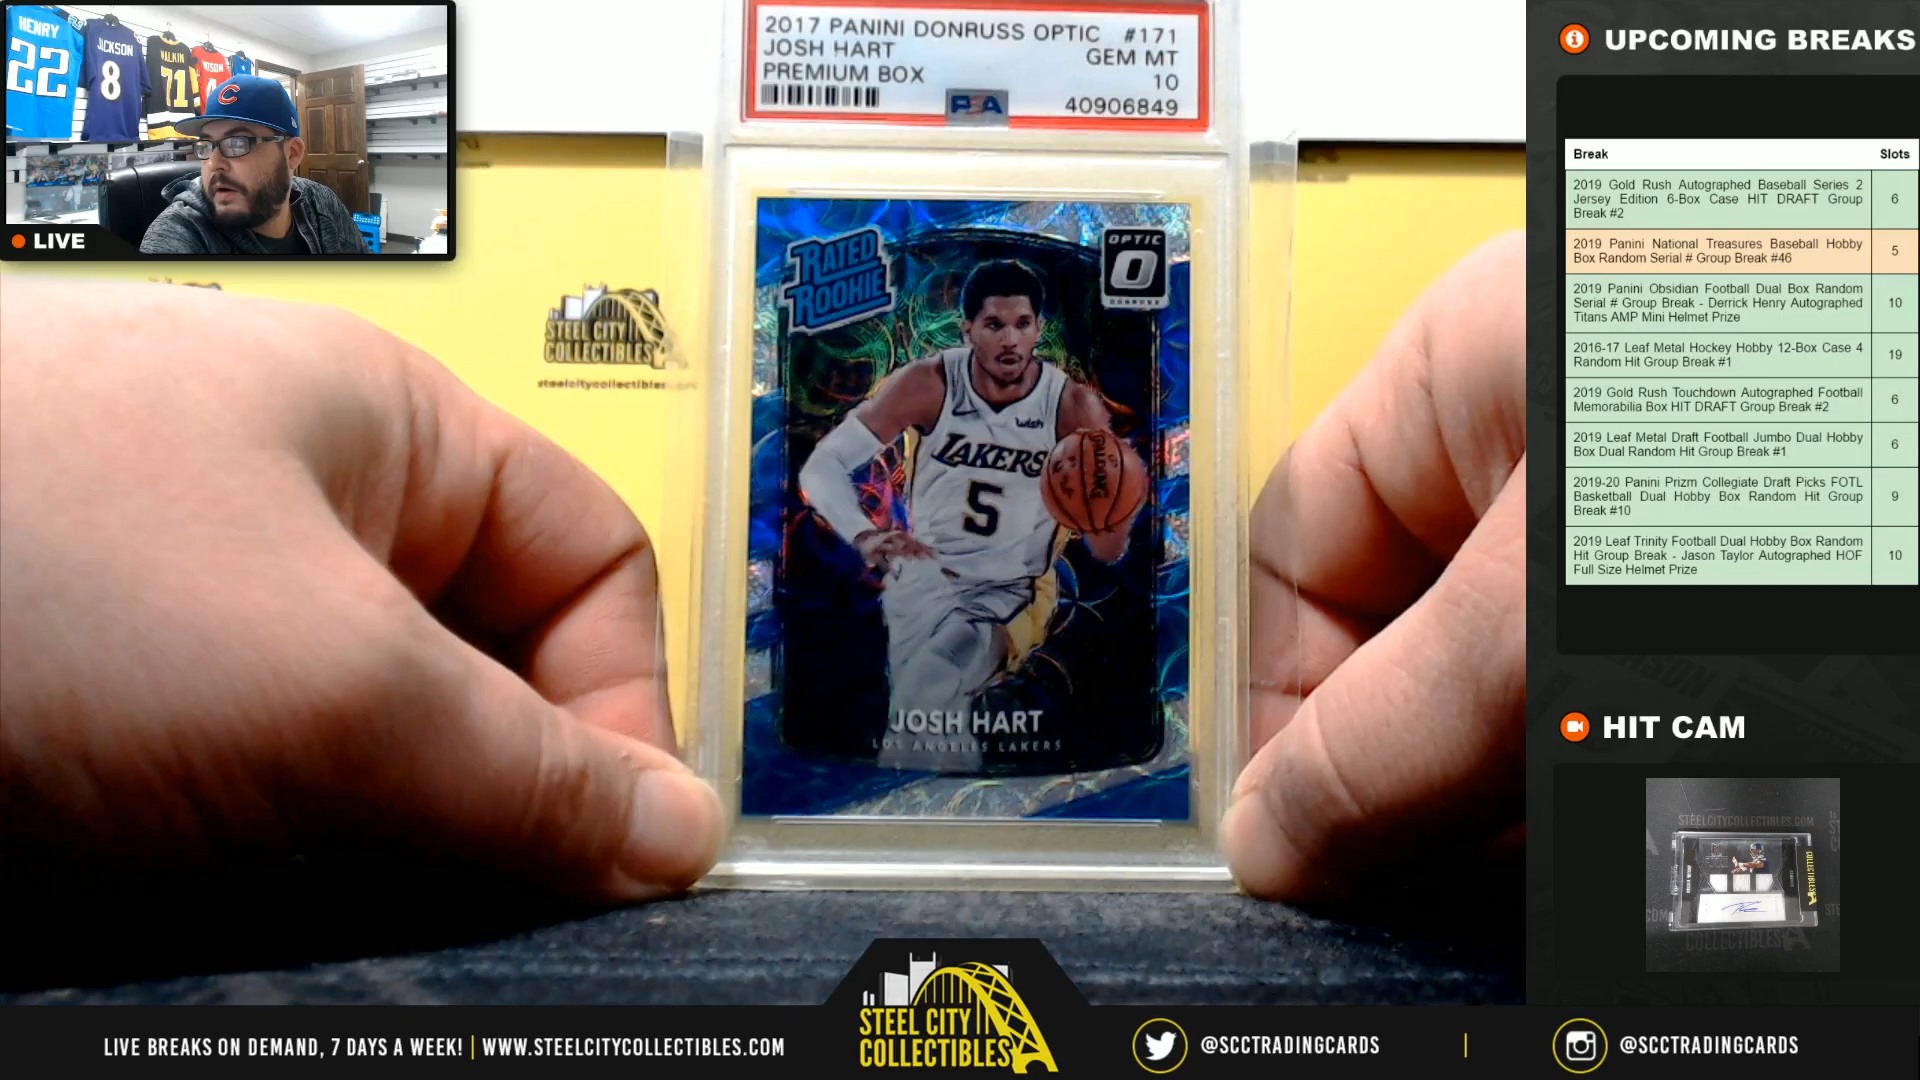 HENRY
22
JACKSON
8
MALKIN
71
LIVE
2017 PANINI DONRUSS OPTIC #171
JOSH HART GEM MT
PREMIUM BOX 10
PSA 40906849
RATED
ROOKIE
OPTIC
O
DONRUSS
wish
LAKERS
5
SPALDING
JOSH HART
LOS ANGELES LAKERS
STEEL CITY
COLLECTIBLES
steelcitycollectibles
UPCOMING BREAKS
Break Slots
2019 Gold Rush Autographed Baseball Series 2
Jersey Edition 6-Box Case HIT DRAFT Group
Break #2
6
2019 Panini National Treasures Baseball Hobby
Box Random Serial # Group Break #46
5
2019 Panini Obsidian Football Dual Box Random
Serial # Group Break - Derrick Henry Autographed
Titans AMP Mini Helmet Prize
10
2016-17 Leaf Metal Hockey Hobby 12-Box Case 4
Random Hit Group Break #1
19
2019 Gold Rush Touchdown Autographed Football
Memorabilia Box HIT DRAFT Group Break #2
6
2019 Leaf Metal Draft Football Jumbo Dual Hobby
Box Dual Random Hit Group Break #1
6
2019-20 Panini Prizm Collegiate Draft Picks FOTL
Basketball Dual Hobby Box Random Hit Group
Break #10
9
2019 Leaf Trinity Football Dual Hobby Box Random
Hit Group Break - Jason Taylor Autographed HOF
Full Size Helmet Prize
10
HIT CAM
STEELCITYCOLLECTIBLES.COM
COLLECTIBLES
LIVE BREAKS ON DEMAND, 7 DAYS A WEEK! | WWW.STEELCITYCOLLECTIBLES.COM
STEEL CITY
COLLECTIBLES
@SCCTRADINGCARDS
@SCCTRADINGCARDS